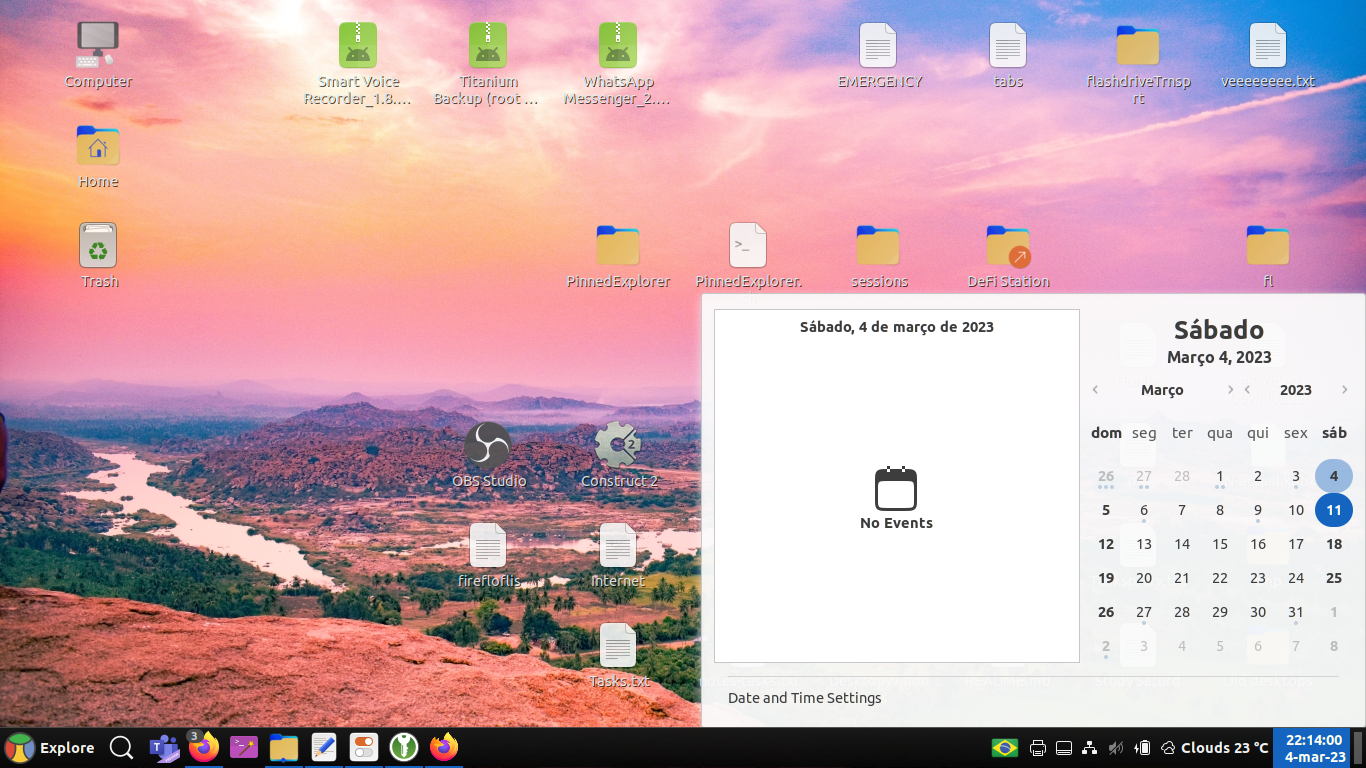 Computer
Smart Voice
Recorder_1.8....
Titanium
Backup (root ...
WhatsApp
Messenger_2....
EMERGENCY
tabs
flashdriveTrnsp
rt
veeeeeeee.txt
Home
Trash
PinnedExplorer
PinnedExplorer.
sessions
DeFi Station
fl
OBS Studio
Construct 2
firefloflis
Internet
Tasks.txt
Sábado, 4 de março de 2023
No Events
Sábado
Março 4, 2023
Março 2023
dom seg ter qua qui sex sáb
26 27 28 1 2 3 4
5 6 7 8 9 10 11
12 13 14 15 16 17 18
19 20 21 22 23 24 25
26 27 28 29 30 31 1
2 3 4 5 6 7 8
Date and Time Settings
Explore
3
Clouds 23 °C
22:14:00
4-mar-23